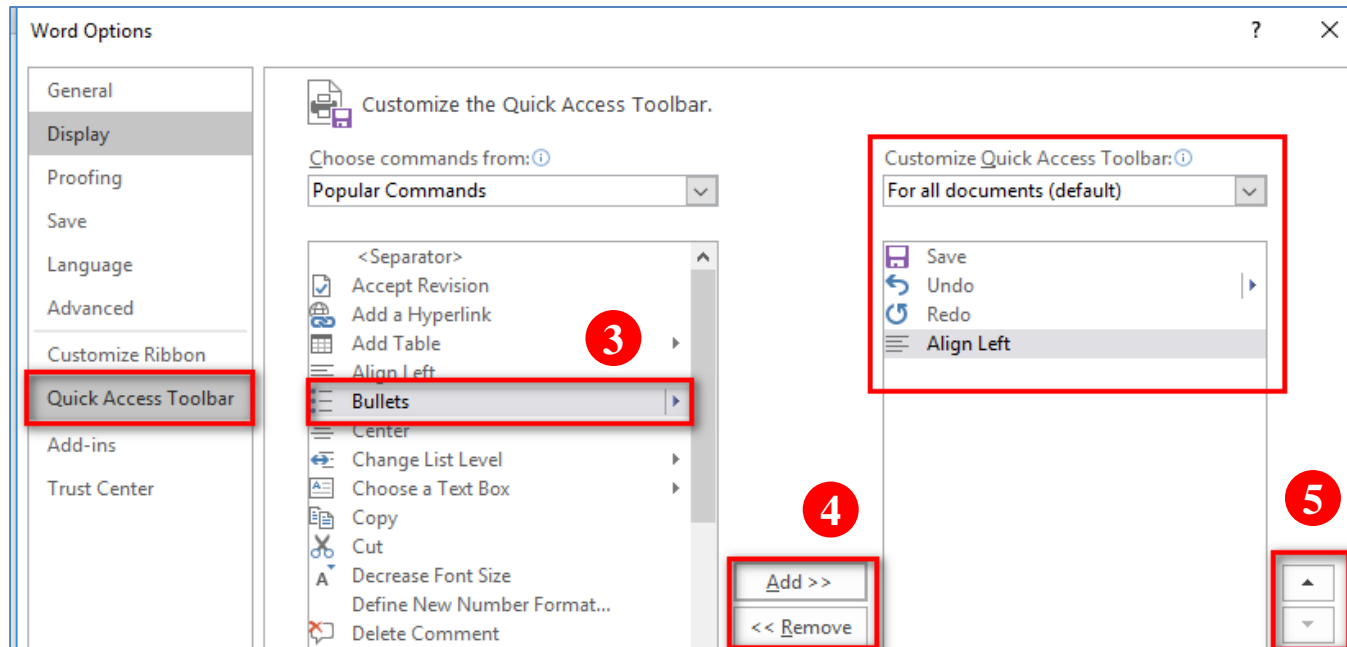 Word Options
?
General
Display
Proofing
Save
Language
Advanced
Customize Ribbon
Quick Access Toolbar
Add-ins
Trust Center
Customize the Quick Access Toolbar.
Choose commands from:
Popular Commands
<Separator>
Accept Revision
Add a Hyperlink
Add Table
Align Left
Bullets
Center
Change List Level
Choose a Text Box
Copy
Cut
Decrease Font Size
Define New Number Format...
Delete Comment
3
4
Add >>
<< Remove
Customize Quick Access Toolbar:
For all documents (default)
Save
Undo
Redo
Align Left
5